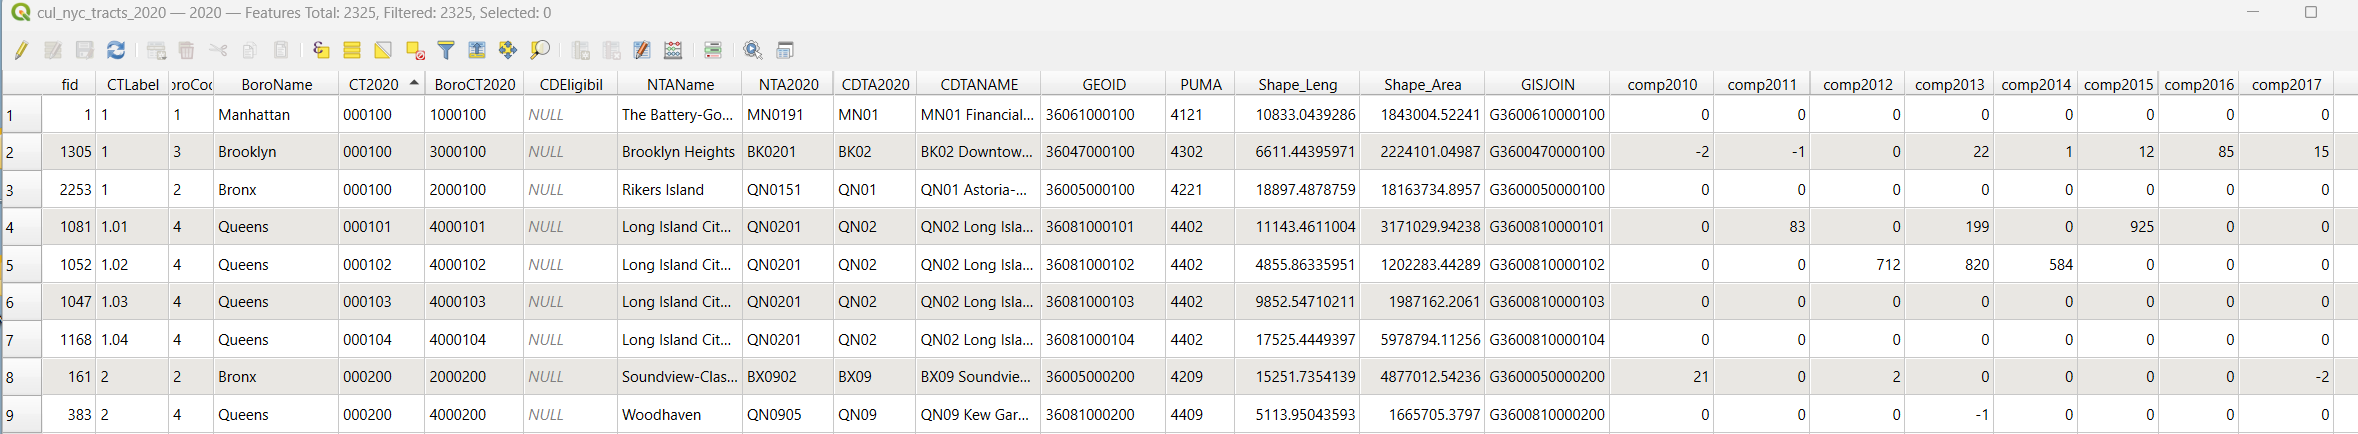 cul_nyc_tracts_2020 — 2020 — Features Total: 2325, Filtered: 2325, Selected: 0
fid CTLabel oroCo BoroName CT2020 BoroCT2020 CDEligibil NTAName NTA2020 CDTA2020 CDTANAME GEOID PUMA Shape_Leng Shape_Area GISJOIN comp2010 comp2011 comp2012 comp2013 comp2014 comp2015 comp2016 comp2017
1 1 1 1 Manhattan 000100 1000100 NULL The Battery-Go... MN0191 MN01 MN01 Financial... 36061000100 4121 10833.0439286 1843004.52241 G3600610000100 0 0 0 0 0 0 0 0
2 1305 1 3 Brooklyn 000100 3000100 NULL Brooklyn Heights BK0201 BK02 BK02 Downtow... 36047000100 4302 6611.44395971 2224101.04987 G3600470000100 -2 -1 0 22 1 12 85 15
3 2253 1 2 Bronx 000100 2000100 NULL Rikers Island QN0151 QN01 QN01 Astoria-... 36005000100 4221 18897.4878759 18163734.8957 G3600050000100 0 0 0 0 0 0 0 0
4 1081 1.01 4 Queens 000101 4000101 NULL Long Island Cit... QN0201 QN02 QN02 Long Isla... 36081000101 4402 11143.4611004 3171029.94238 G3600810000101 0 83 0 199 0 925 0 0
5 1052 1.02 4 Queens 000102 4000102 NULL Long Island Cit... QN0201 QN02 QN02 Long Isla... 36081000102 4402 4855.86335951 1202283.44289 G3600810000102 0 0 712 820 584 0 0 0
6 1047 1.03 4 Queens 000103 4000103 NULL Long Island Cit... QN0201 QN02 QN02 Long Isla... 36081000103 4402 9852.54710211 1987162.2061 G3600810000103 0 0 0 0 0 0 0 0
7 1168 1.04 4 Queens 000104 4000104 NULL Long Island Cit... QN0201 QN02 QN02 Long Isla... 36081000104 4402 17525.4449397 5978794.11256 G3600810000104 0 0 0 0 0 0 0 0
8 161 2 2 Bronx 000200 2000200 NULL Soundview-Clas... BX0902 BX09 BX09 Soundvie... 36005000200 4209 15251.7354139 4877012.54236 G3600050000200 21 0 2 0 0 0 0 -2
9 383 2 4 Queens 000200 4000200 NULL Woodhaven QN0905 QN09 QN09 Kew Gar... 36081000200 4409 5113.95043593 1665705.3797 G3600810000200 0 0 0 -1 0 0 0 0